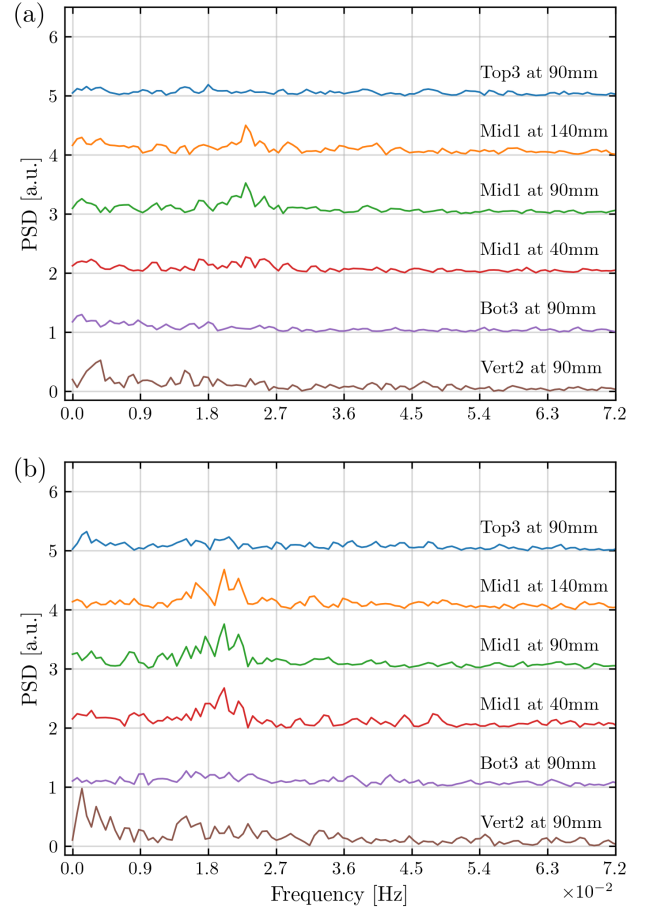 (a)
PSD [a.u.]
6
5
4
3
2
1
0
Top3 at 90mm
Mid1 at 140mm
Mid1 at 90mm
Mid1 at 40mm
Bot3 at 90mm
Vert2 at 90mm
0.0 0.9 1.8 2.7 3.6 4.5 5.4 6.3 7.2
(b)
PSD [a.u.]
6
5
4
3
2
1
0
Top3 at 90mm
Mid1 at 140mm
Mid1 at 90mm
Mid1 at 40mm
Bot3 at 90mm
Vert2 at 90mm
0.0 0.9 1.8 2.7 3.6 4.5 5.4 6.3 7.2
Frequency [Hz]
×10⁻²